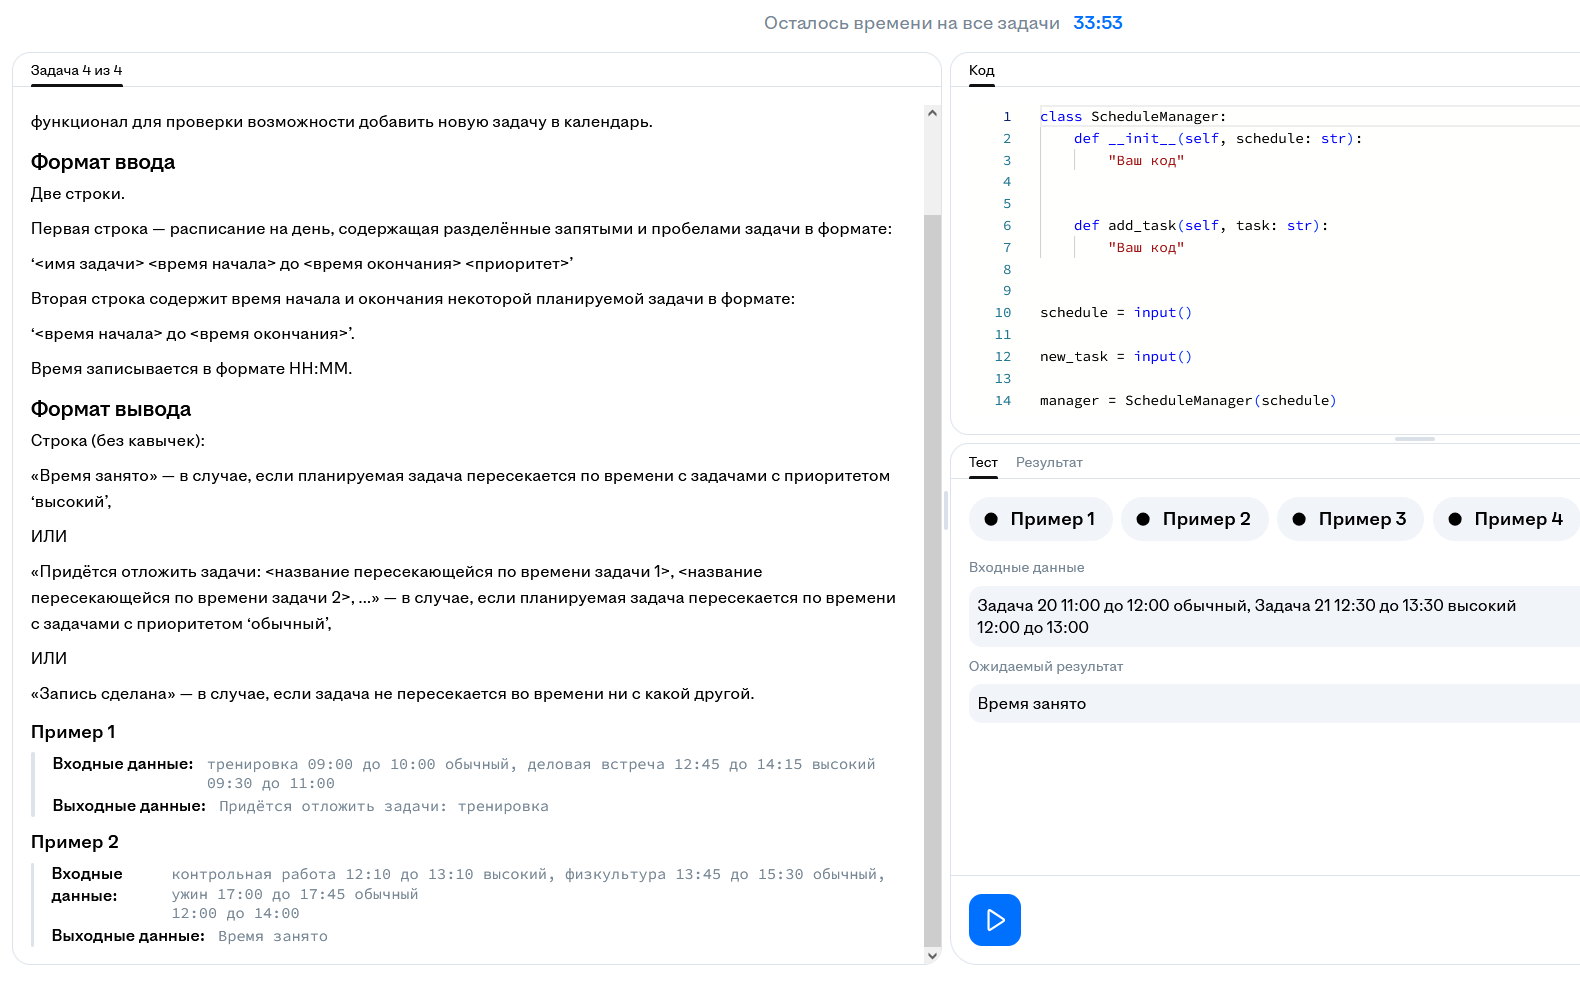 Осталось времени на все задачи 33:53
Задача 4 из 4
функционал для проверки возможности добавить новую задачу в календарь.
Формат ввода
Две строки.
Первая строка — расписание на день, содержащая разделённые запятыми и пробелами задачи в формате:
‘<имя задачи> <время начала> до <время окончания> <приоритет>’
Вторая строка содержит время начала и окончания некоторой планируемой задачи в формате:
‘<время начала> до <время окончания>’.
Время записывается в формате HH:MM.
Формат вывода
Строка (без кавычек):
«Время занято» — в случае, если планируемая задача пересекается по времени с задачами с приоритетом
‘высокий’,
ИЛИ
«Придётся отложить задачи: <название пересекающейся по времени задачи 1>, <название
пересекающейся по времени задачи 2>, ...» — в случае, если планируемая задача пересекается по времени
с задачами с приоритетом ‘обычный’,
ИЛИ
«Запись сделана» — в случае, если задача не пересекается во времени ни с какой другой.
Пример 1
Входные данные: тренировка 09:00 до 10:00 обычный, деловая встреча 12:45 до 14:15 высокий
09:30 до 11:00
Выходные данные: Придётся отложить задачи: тренировка
Пример 2
Входные данные: контрольная работа 12:10 до 13:10 высокий, физкультура 13:45 до 15:30 обычный,
ужин 17:00 до 17:45 обычный
12:00 до 14:00
Выходные данные: Время занято
Код
1 class ScheduleManager:
2 def __init__(self, schedule: str):
3 "Ваш код"
4
5
6 def add_task(self, task: str):
7 "Ваш код"
8
9
10 schedule = input()
11
12 new_task = input()
13
14 manager = ScheduleManager(schedule)
Тест Результат
Пример 1 Пример 2 Пример 3 Пример 4
Входные данные
Задача 20 11:00 до 12:00 обычный, Задача 21 12:30 до 13:30 высокий
12:00 до 13:00
Ожидаемый результат
Время занято